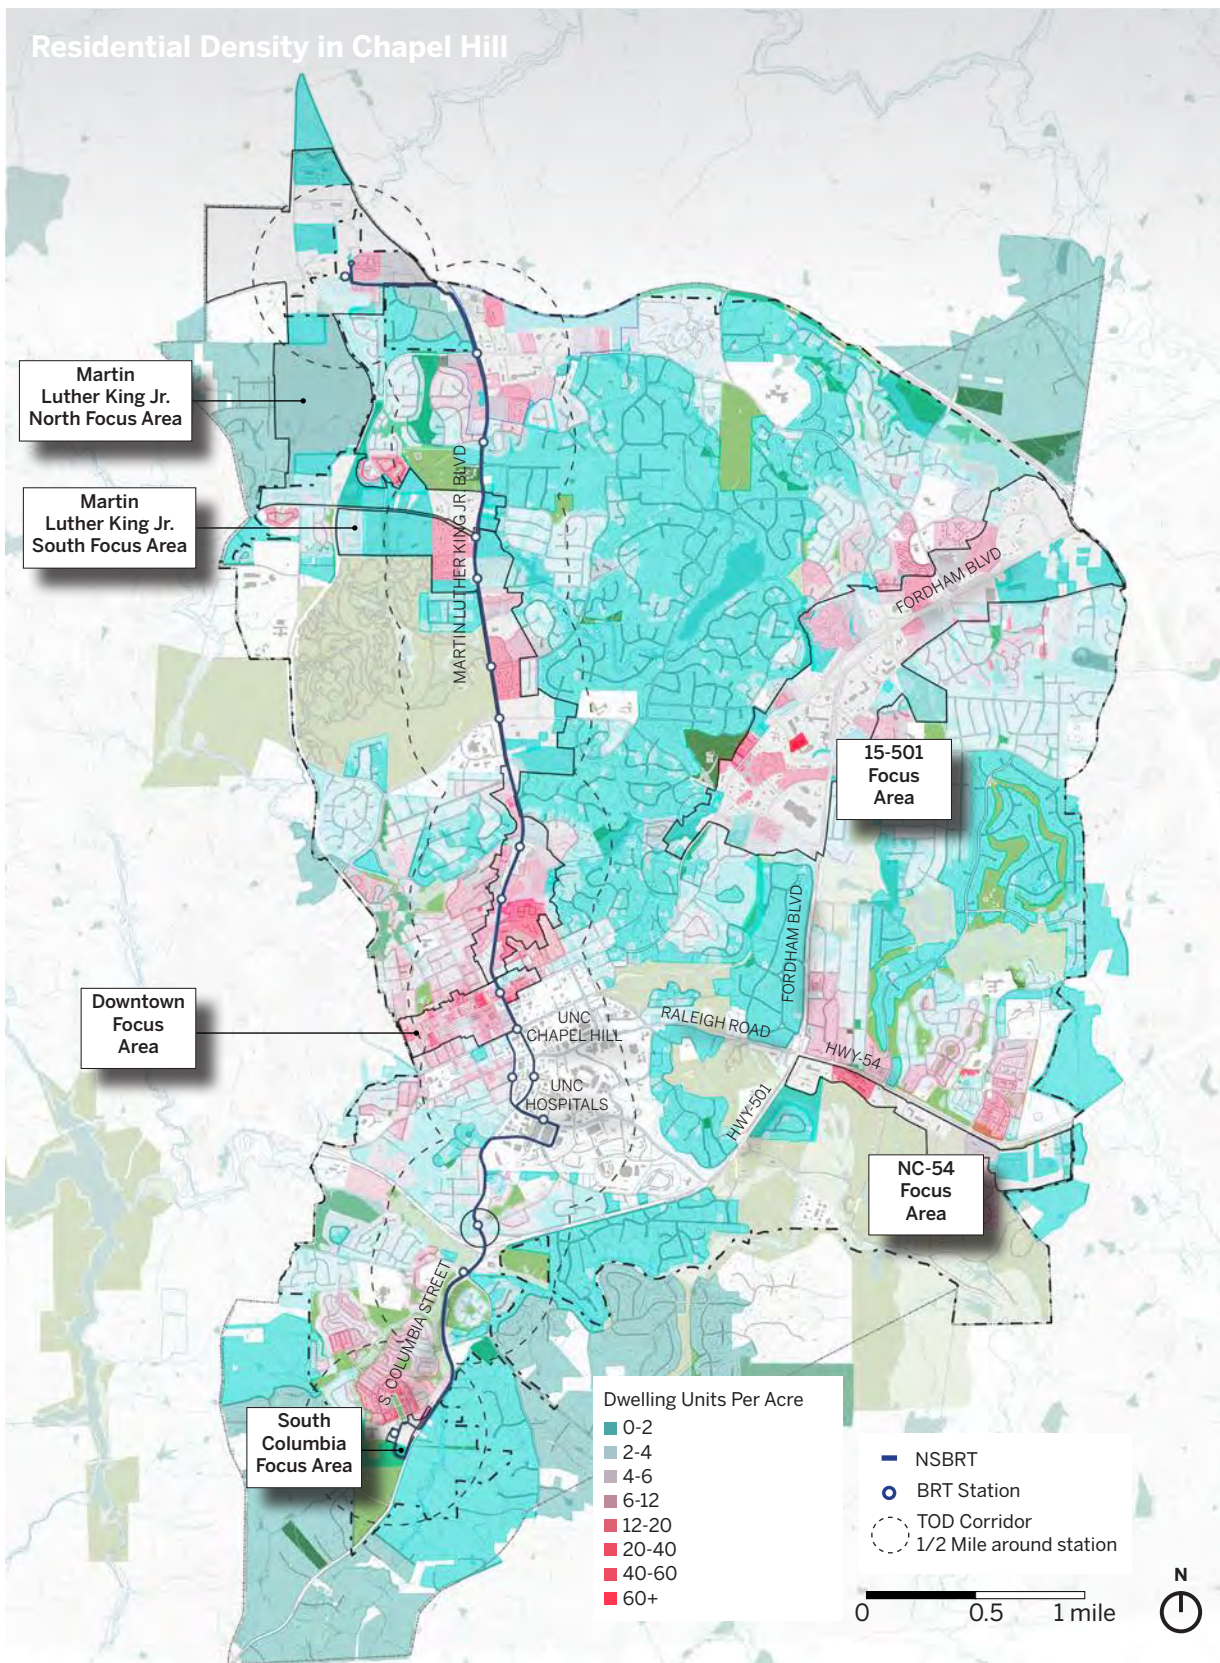 Residential Density in Chapel Hill
Martin
Luther King Jr.
North Focus Area
Martin
Luther King Jr.
South Focus Area
MARTIN LUTHER KING JR. BLVD
FORDHAM BLVD
15-501
Focus
Area
FORDHAM BLVD
Downtown
Focus
Area
UNC
CHAPEL HILL
RALEIGH ROAD
HWY-54
UNC
HOSPITALS
HWY-501
NC-54
Focus
Area
S. COLUMBIA STREET
South
Columbia
Focus Area
Dwelling Units Per Acre
0-2
2-4
4-6
6-12
12-20
20-40
40-60
60+
NSBRT
BRT Station
TOD Corridor
1/2 Mile around station
0 0.5 1 mile
N